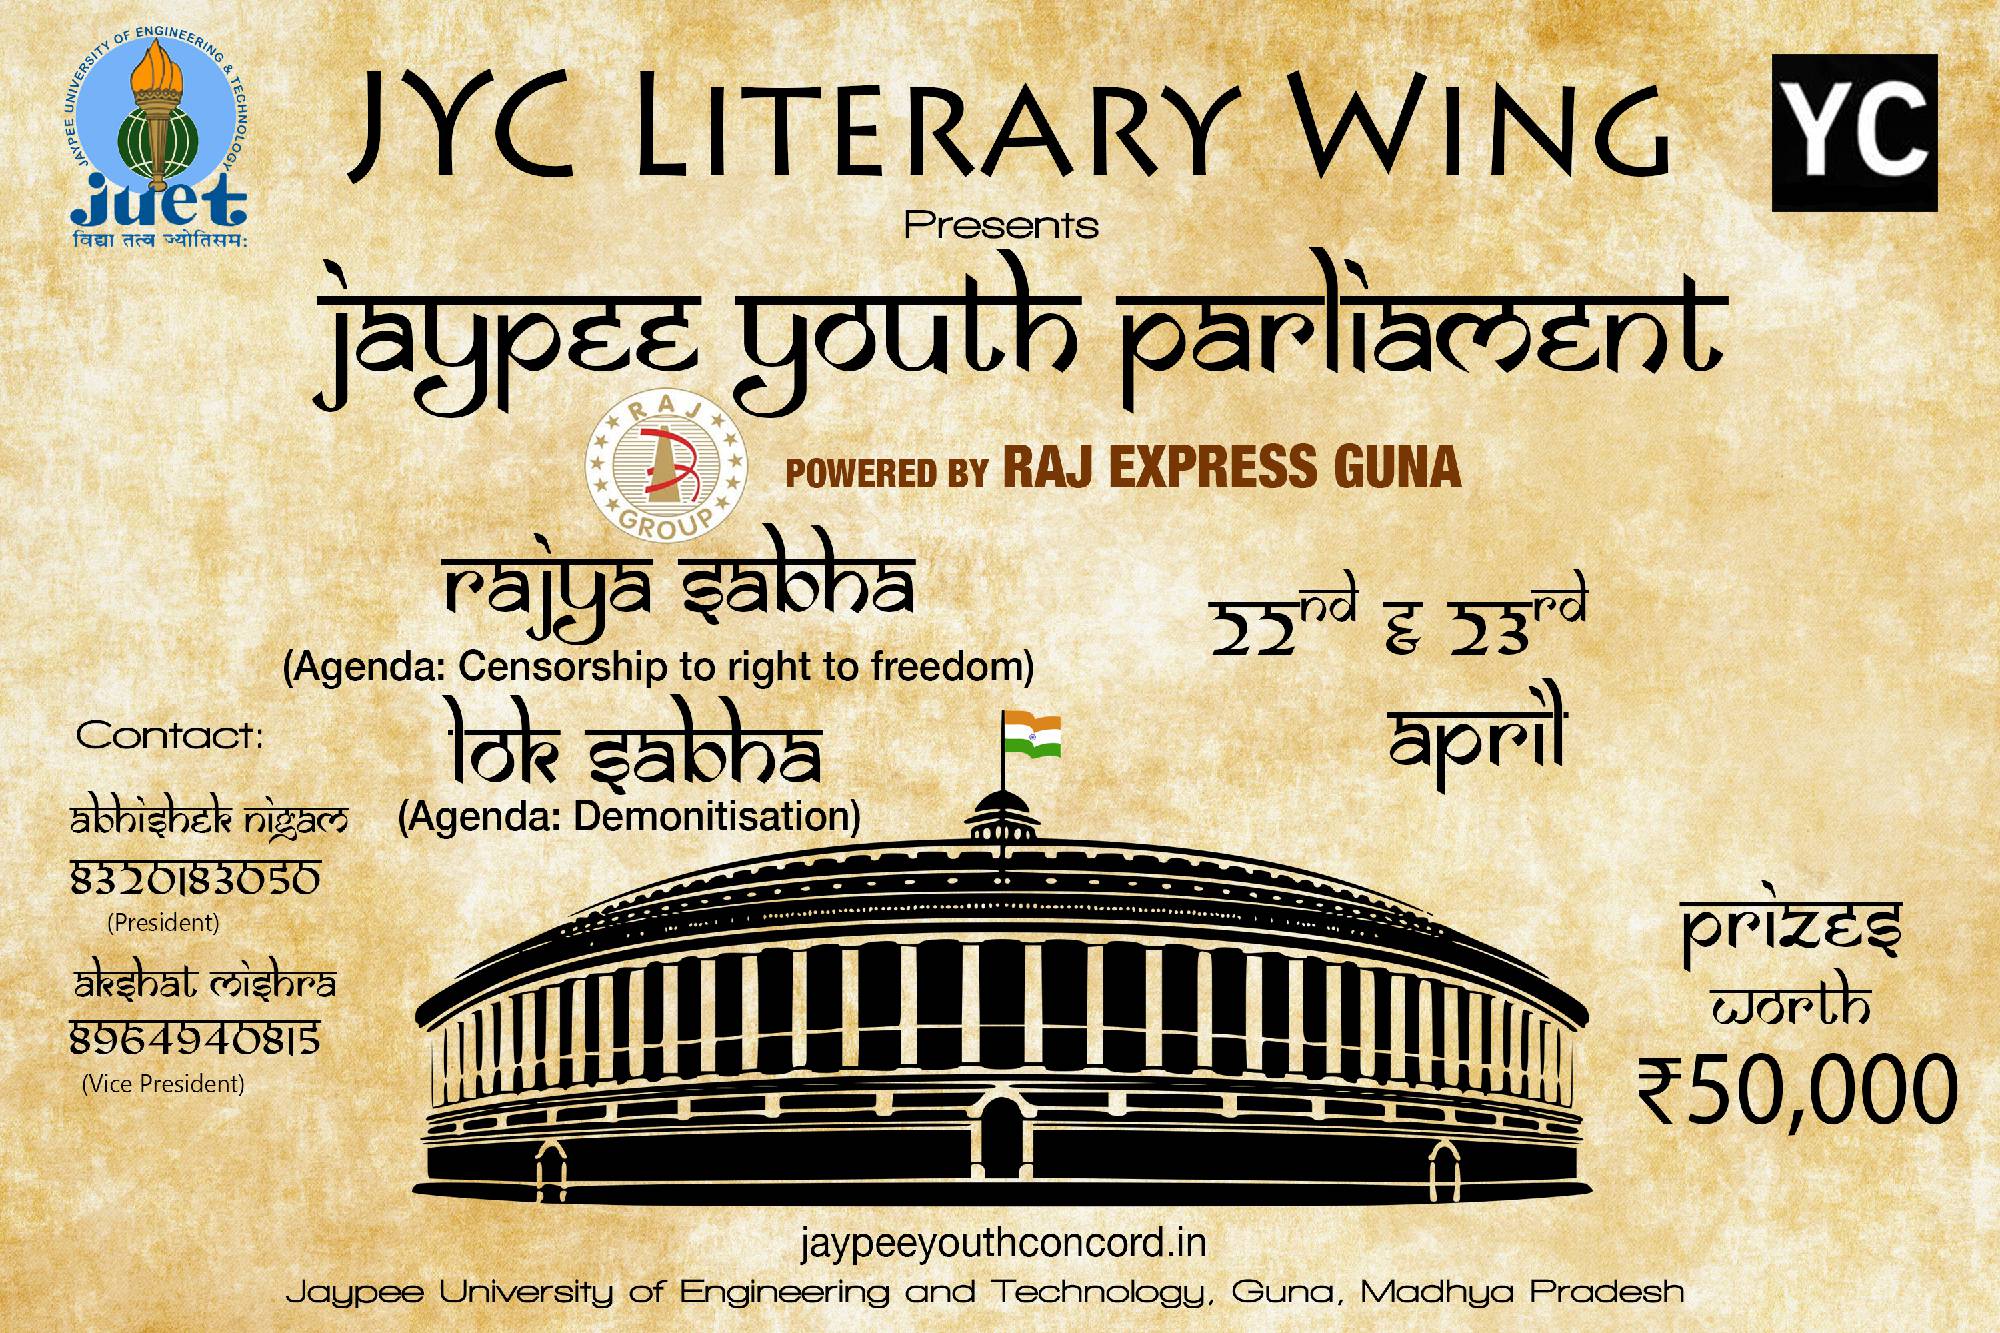 JAYPEE UNIVERSITY OF ENGINEERING & TECHNOLOGY
juet
विद्या तत्व ज्योतिसमः
JYC LITERARY WING
YC
Presents
jaypee youth parliament
RAJ
GROUP
POWERED BY RAJ EXPRESS GUNA
rajya sabha
(Agenda: Censorship to right to freedom)
22nd & 23rd
april
lok sabha
(Agenda: Demonitisation)
Contact:
abhishek nigam
8320183050
(President)
akshat mishra
8964940815
(Vice President)
prizes
worth
₹50,000
jaypeeyouthconcord.in
Jaypee University of Engineering and Technology, Guna, Madhya Pradesh